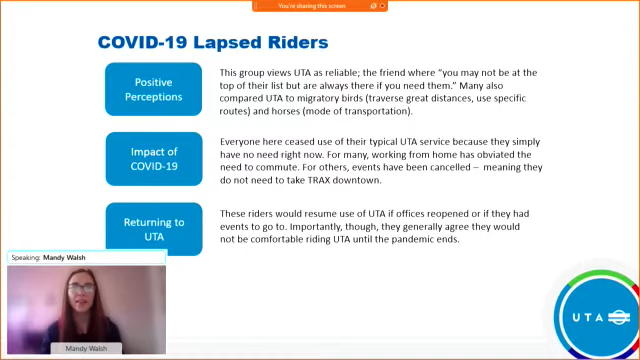 You're sharing this screen
COVID-19 Lapsed Riders
Positive
Perceptions
This group views UTA as reliable; the friend where "you may not be at the
top of their list but are always there if you need them." Many also
compared UTA to migratory birds (traverse great distances, use specific
routes) and horses (mode of transportation).
Impact of
COVID-19
Everyone here ceased use of their typical UTA service because they simply
have no need right now. For many, working from home has obviated the
need to commute. For others, events have been cancelled – meaning they
do not need to take TRAX downtown.
Returning to
UTA
These riders would resume use of UTA if offices reopened or if they had
events to go to. Importantly, though, they generally agree they would
not be comfortable riding UTA until the pandemic ends.
Speaking: Mandy Walsh
Mandy Walsh
UTA